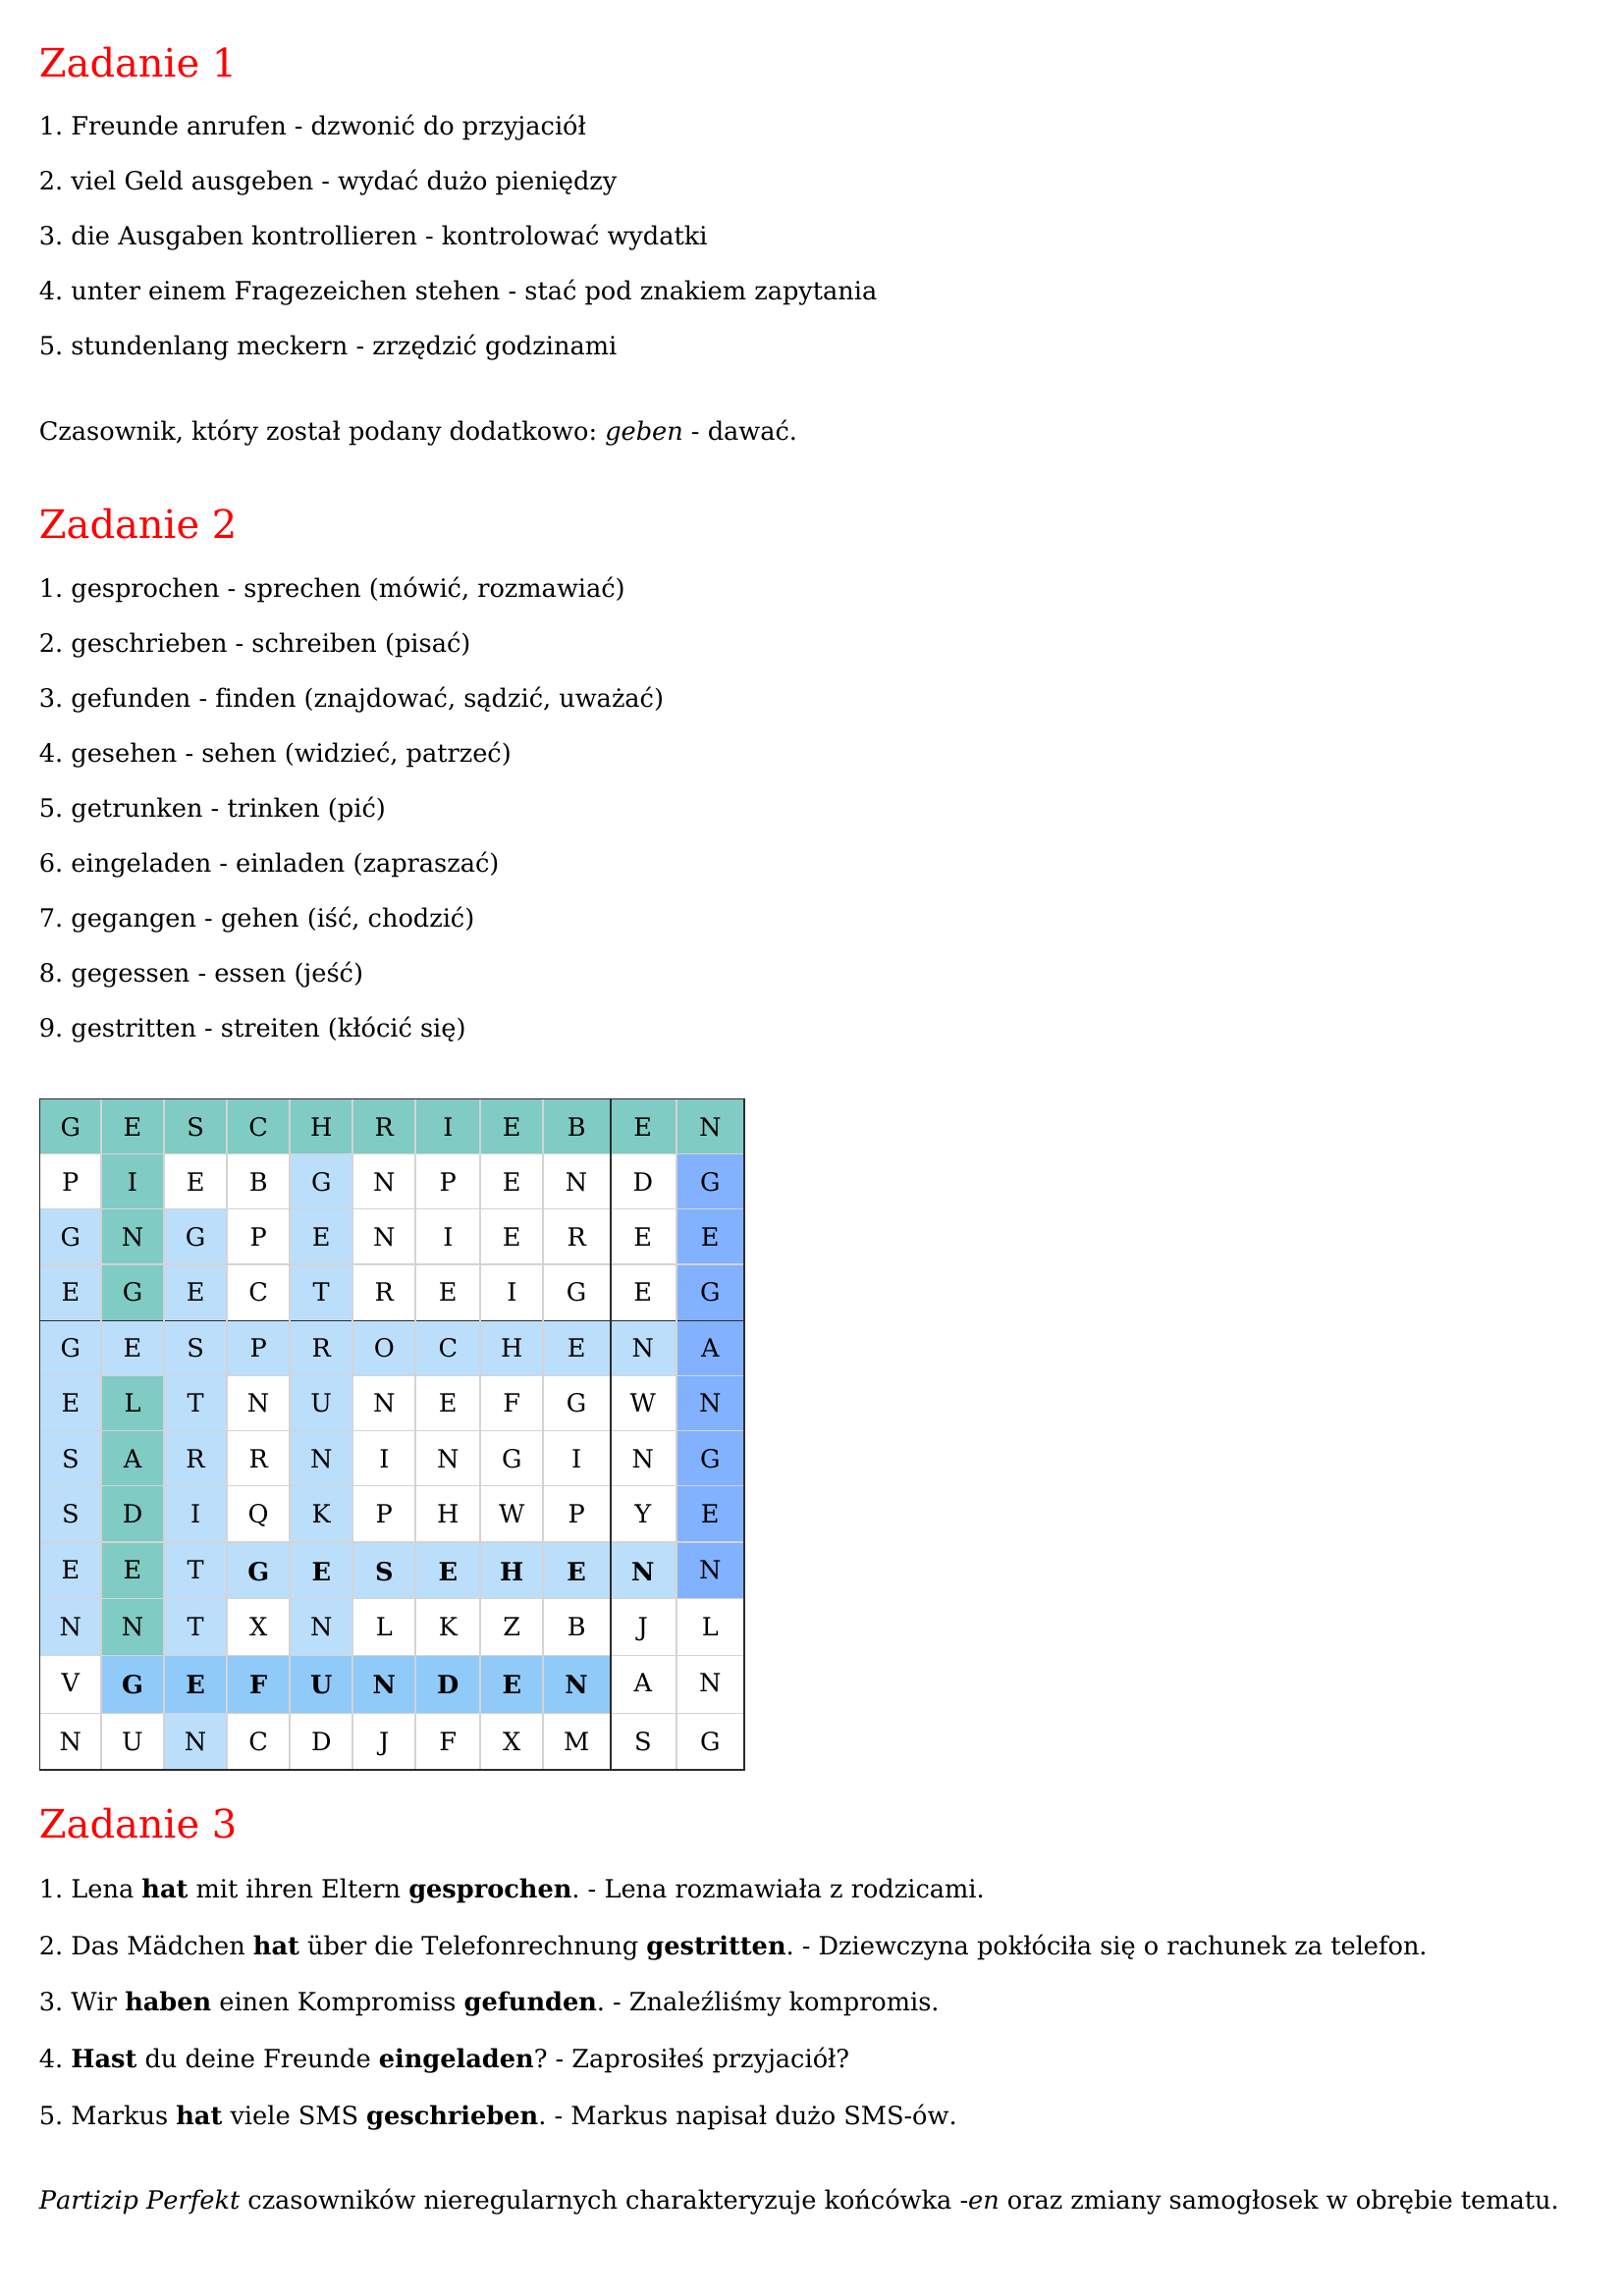 Zadanie 1
1. Freunde anrufen - dzwonić do przyjaciół
2. viel Geld ausgeben - wydać dużo pieniędzy
3. die Ausgaben kontrollieren - kontrolować wydatki
4. unter einem Fragezeichen stehen - stać pod znakiem zapytania
5. stundenlang meckern - zrzędzić godzinami
Czasownik, który został podany dodatkowo: geben - dawać.
Zadanie 2
1. gesprochen - sprechen (mówić, rozmawiać)
2. geschrieben - schreiben (pisać)
3. gefunden - finden (znajdować, sądzić, uważać)
4. gesehen - sehen (widzieć, patrzeć)
5. getrunken - trinken (pić)
6. eingeladen - einladen (zapraszać)
7. gegangen - gehen (iść, chodzić)
8. gegessen - essen (jeść)
9. gestritten - streiten (kłócić się)
G E S C H R I E B E N
P I E B G N P E N D G
G N G P E N I E R E E
E G E C T R E I G E G
G E S P R O C H E N A
E L T N U N E F G W N
S A R R N I N G I N G
S D I Q K P H W P Y E
E E T G E S E H E N N
N N T X N L K Z B J L
V G E F U N D E N A N
N U N C D J F X M S G
Zadanie 3
1. Lena hat mit ihren Eltern gesprochen. - Lena rozmawiała z rodzicami.
2. Das Mädchen hat über die Telefonrechnung gestritten. - Dziewczyna pokłóciła się o rachunek za telefon.
3. Wir haben einen Kompromiss gefunden. - Znaleźliśmy kompromis.
4. Hast du deine Freunde eingeladen? - Zaprosiłeś przyjaciół?
5. Markus hat viele SMS geschrieben. - Markus napisał dużo SMS-ów.
Partizip Perfekt czasowników nieregularnych charakteryzuje końcówka -en oraz zmiany samogłosek w obrębie tematu.